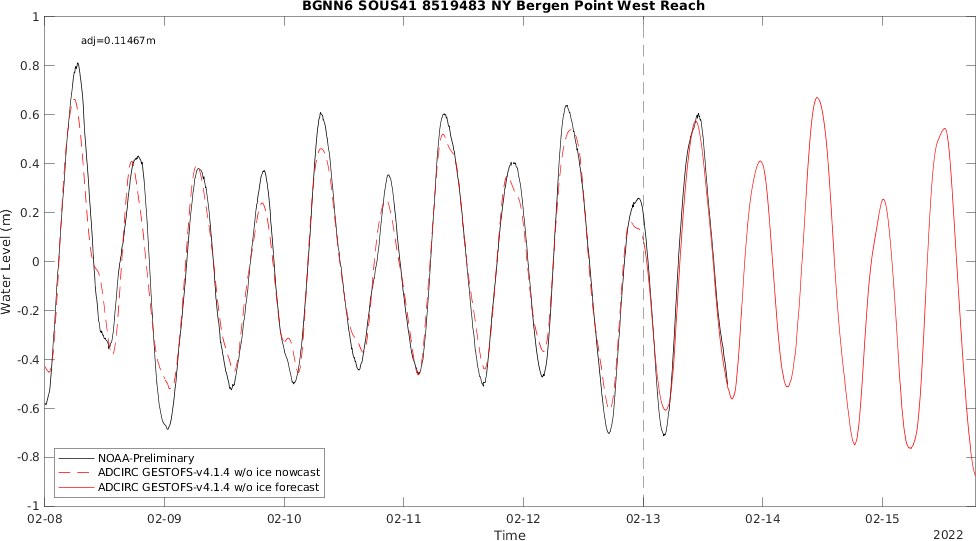 BGNN6 SOUS41 8519483 NY Bergen Point West Reach
adj=0.11467m
1
0.8
0.6
0.4
0.2
0
-0.2
-0.4
-0.6
-0.8
-1
Water Level (m)
NOAA-Preliminary
ADCIRC GESTOFS-v4.1.4 w/o ice nowcast
ADCIRC GESTOFS-v4.1.4 w/o ice forecast
02-08 02-09 02-10 02-11 02-12 02-13 02-14 02-15
Time
2022